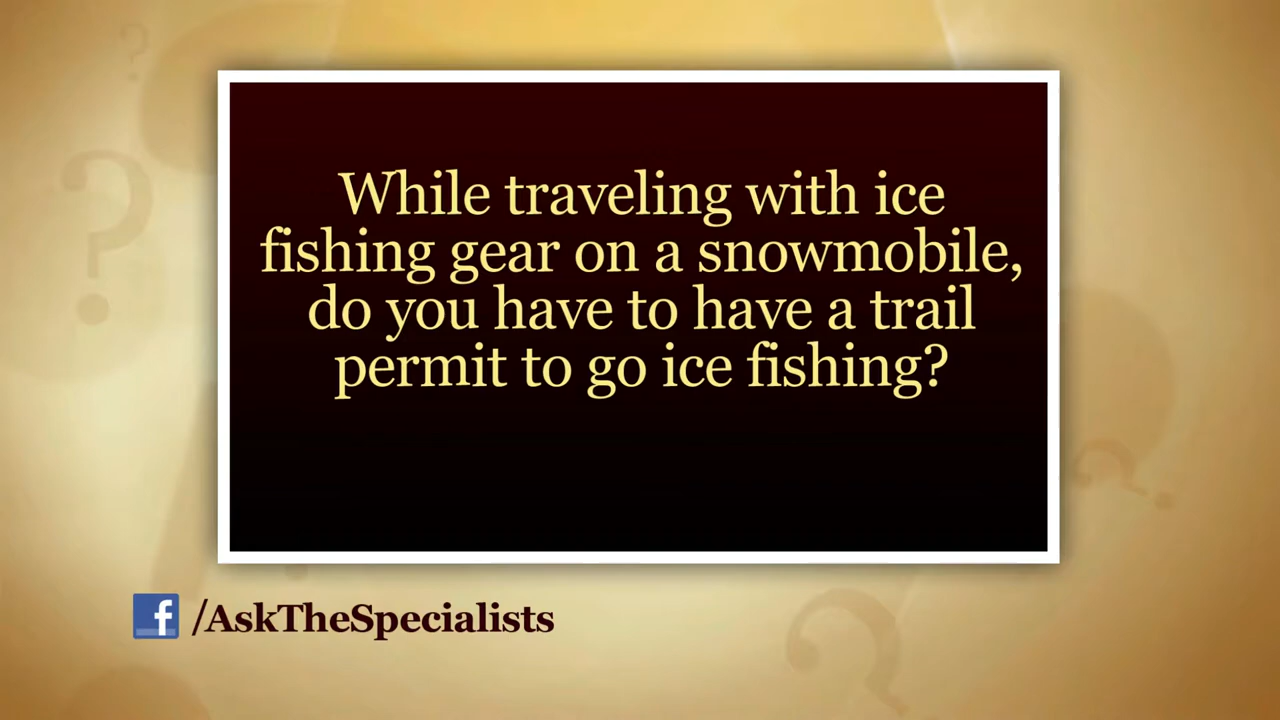 While traveling with ice
fishing gear on a snowmobile,
do you have to have a trail
permit to go ice fishing?
f /AskTheSpecialists